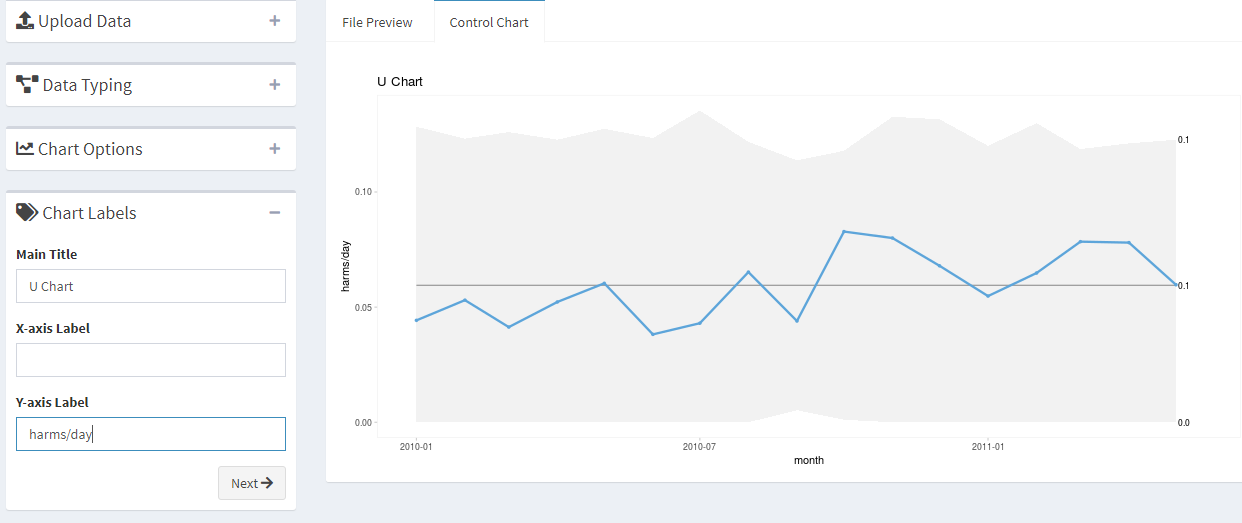 Upload Data
Data Typing
Chart Options
Chart Labels
Main Title
U Chart
X-axis Label
Y-axis Label
harms/day
Next
File Preview Control Chart
U Chart
0.1
0.10
harms/day
0.1
0.05
0.00
0.0
2010-01 2010-07 2011-01
month